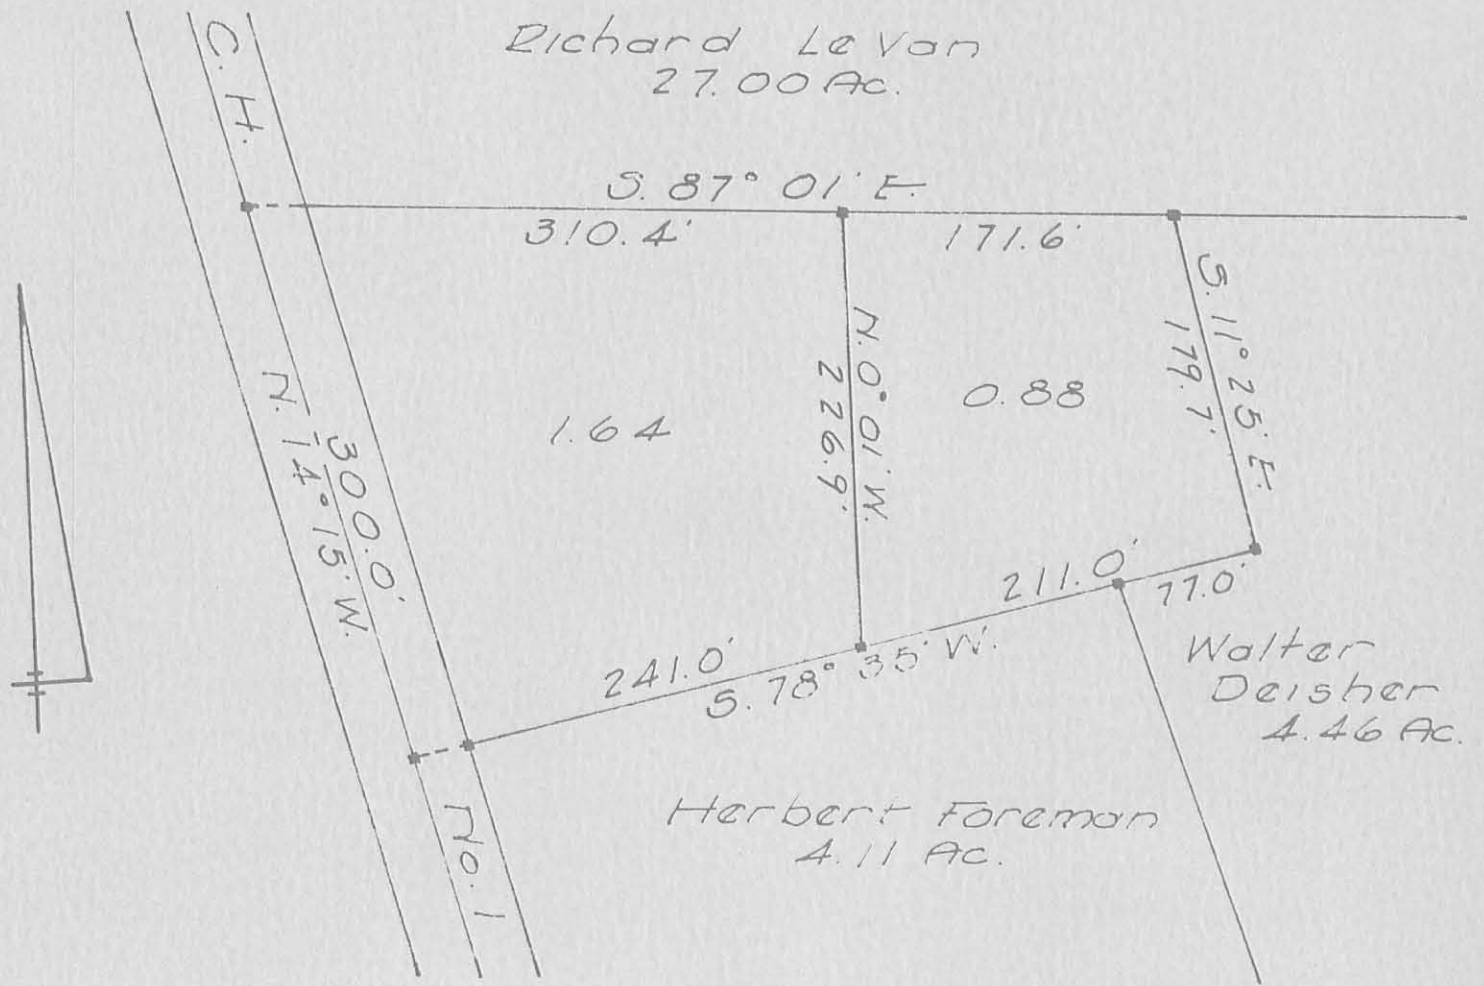 Richard LeVan
27.00 Ac.
C. H.
S. 87° 01' E.
310.4'
171.6'
S. 11° 25' E.
179.7'
N. 0° 01' W.
226.9'
0.88
1.64
300.0'
N. 14° 15' W.
211.0'
77.0'
241.0'
S. 78° 35' W.
Walter
Deisher
4.46 Ac.
Herbert Foreman
4.11 Ac.
No. 1